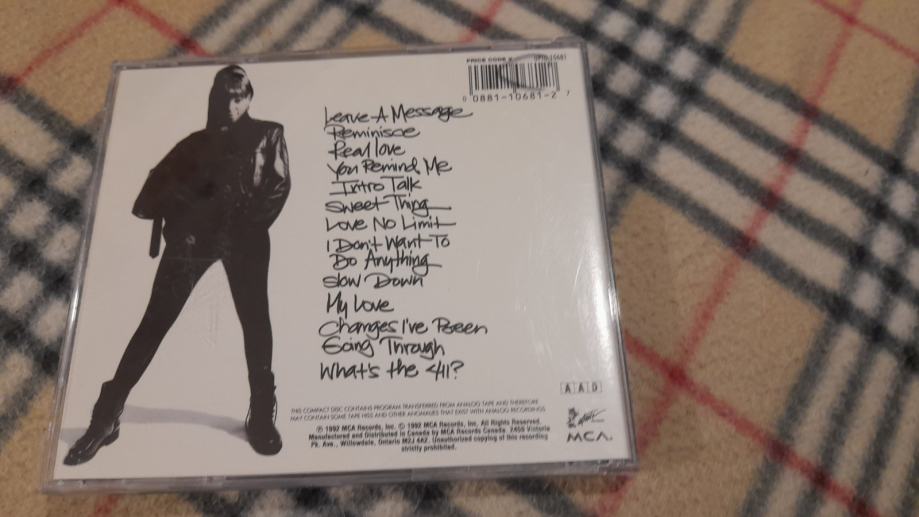 PRICE CODE
0 0881-10681-2 7
Leave A Message
Reminisce
Real love
You Remind Me
Intro Talk
Sweet Thing
Love No Limit
I Don't Want To
Do Anything
Slow Down
My Love
Changes I've Been
Going Through
What's the 411?
A A D
THIS COMPACT DISC CONTAINS PROGRAM TRANSFERRED FROM ANALOG TAPE AND THEREFORE
MAY CONTAIN SOME TAPE HISS AND OTHER ANOMALIES THAT EXIST WITH ANALOG RECORDINGS
℗ 1992 MCA Records, Inc. © 1992 MCA Records, Inc. All Rights Reserved.
Manufactured and Distributed in Canada by MCA Records Canada. 2450 Victoria
Pk. Ave., Willowdale, Ontario M2J 4A2. Unauthorized copying of this recording
strictly prohibited.
MCA.